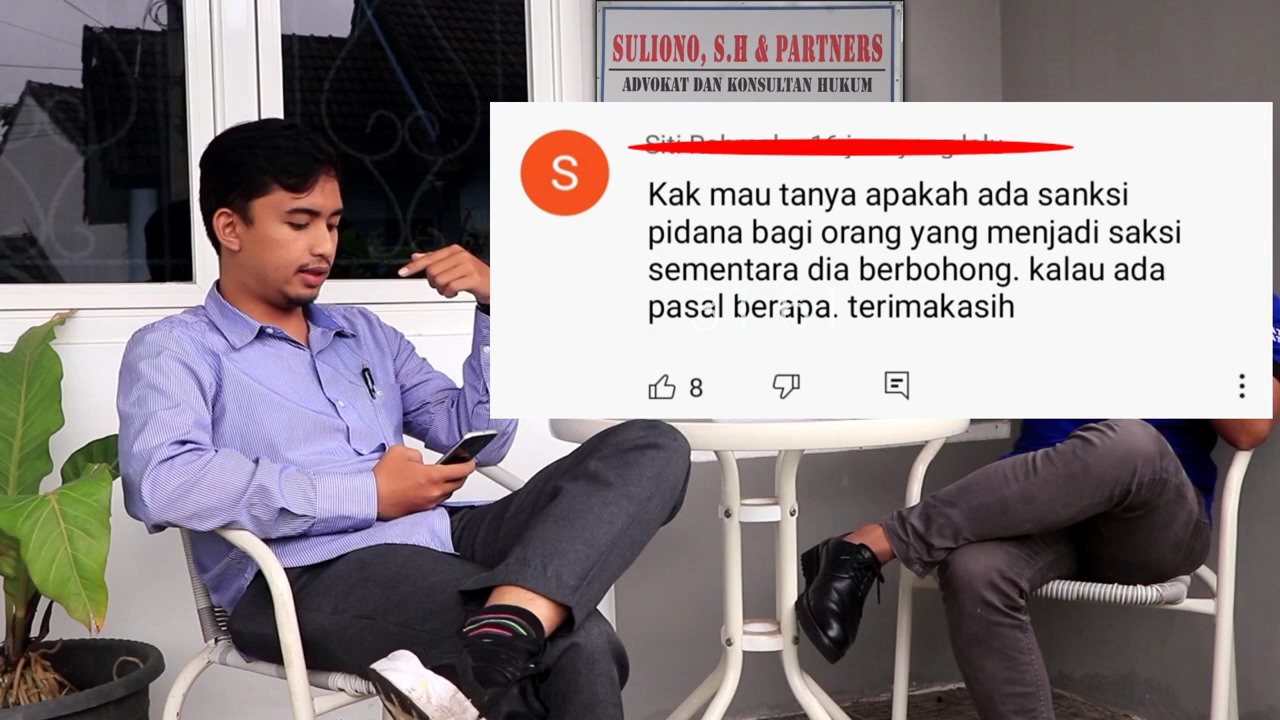 SULIONO, S.H & PARTNERS
ADVOKAT DAN KONSULTAN HUKUM
S
Kak mau tanya apakah ada sanksi
pidana bagi orang yang menjadi saksi
sementara dia berbohong. kalau ada
pasal berapa. terimakasih
8